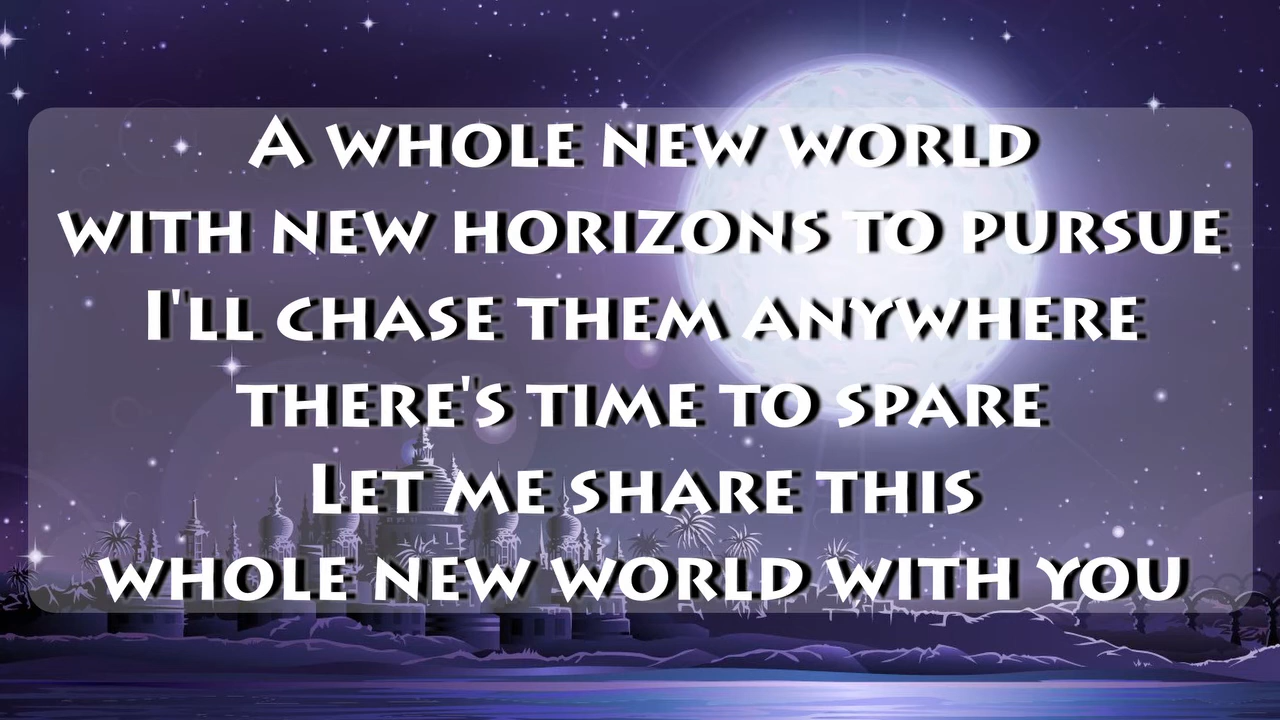 A whole new world
with new horizons to pursue
I'll chase them anywhere
there's time to spare
Let me share this
whole new world with you